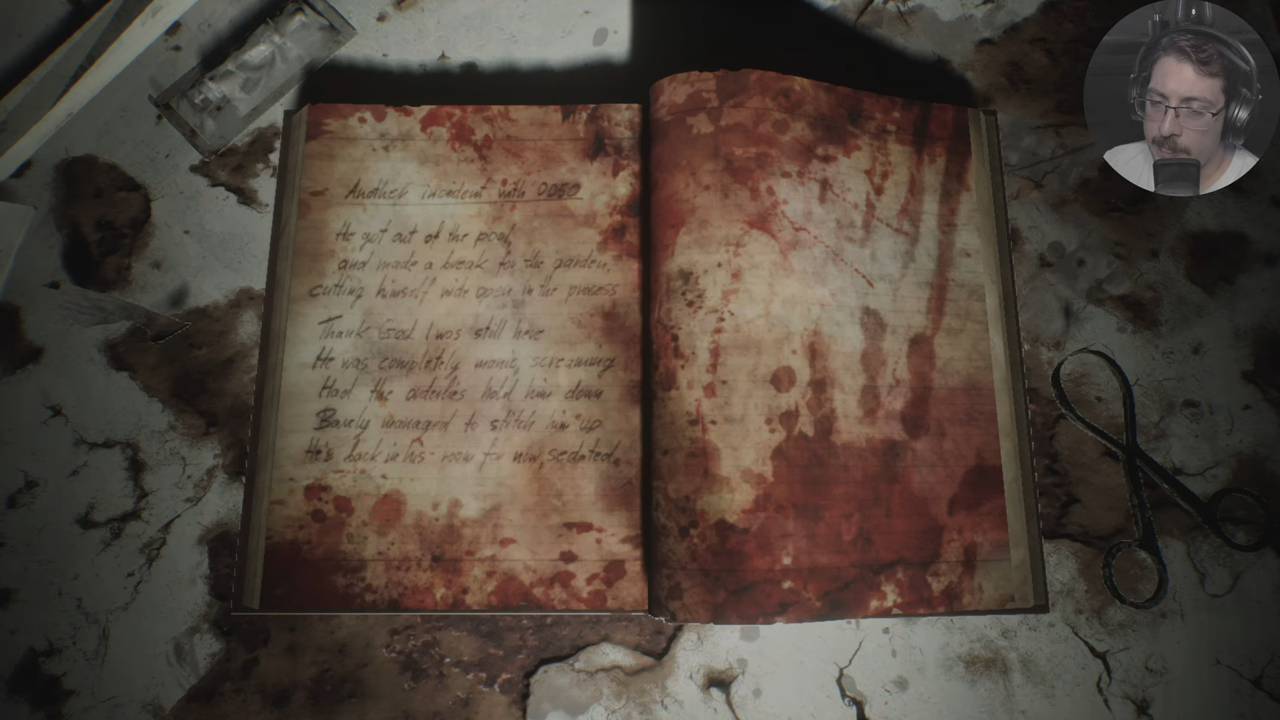 Another incident with 0050
He got out of the pool,
and made a break for the garden,
cutting himself wide open in the process
Thank God I was still here
He was completely manic, screaming
Had the orderlies hold him down
Barely managed to stitch him up
He's back in his room for now, sedated.